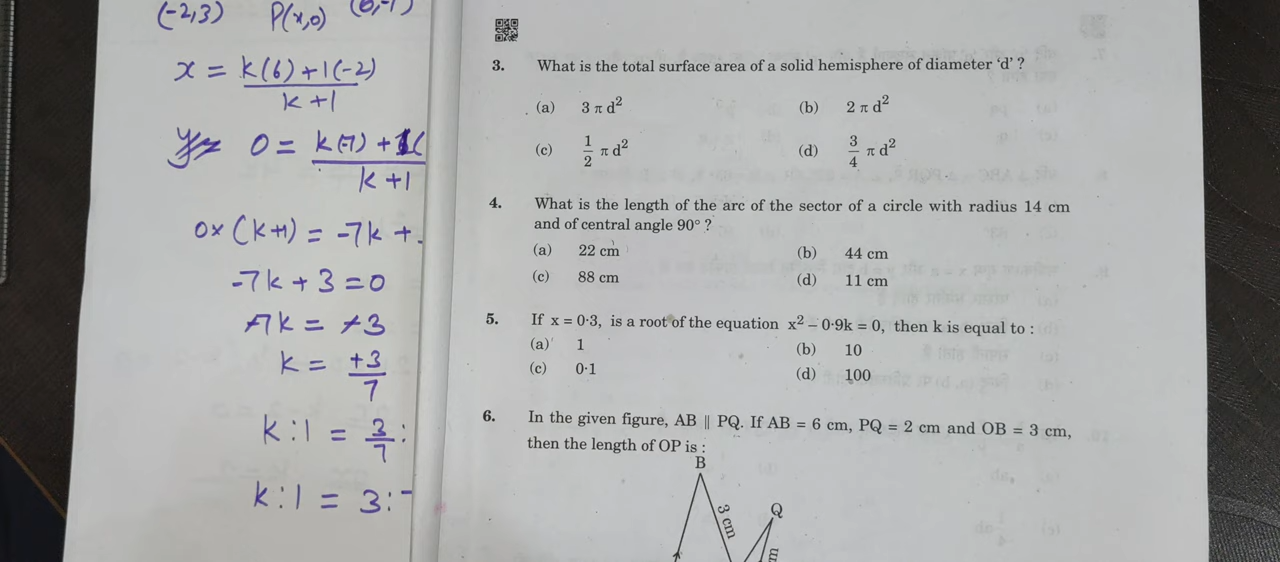 (-2,3) P(x,0) (6,-7)
x = k(6)+1(-2)
k+1
y= 0 = k(-7) +1(
k+1
0x (k+1) = -7k +
-7k + 3 = 0
-7k = -3
k = +3
7
k:1 = 3 :
7
k:1 = 3:-
3. What is the total surface area of a solid hemisphere of diameter ‘d’ ?
(a) 3 π d² (b) 2 π d²
(c) 1/2 π d² (d) 3/4 π d²
4. What is the length of the arc of the sector of a circle with radius 14 cm
and of central angle 90° ?
(a) 22 cm (b) 44 cm
(c) 88 cm (d) 11 cm
5. If x = 0·3, is a root of the equation x² – 0·9k = 0, then k is equal to :
(a) 1 (b) 10
(c) 0·1 (d) 100
6. In the given figure, AB || PQ. If AB = 6 cm, PQ = 2 cm and OB = 3 cm,
then the length of OP is :
B
3 cm
Q